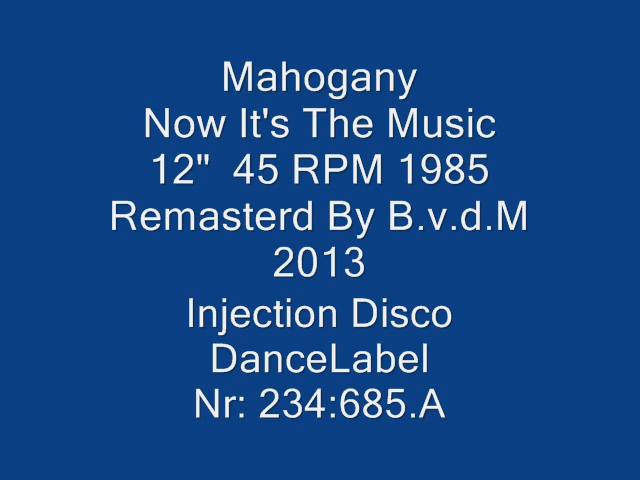 Mahogany
Now It's The Music
12"  45 RPM 1985
Remasterd By B.v.d.M
2013
Injection Disco
DanceLabel
Nr: 234:685.A